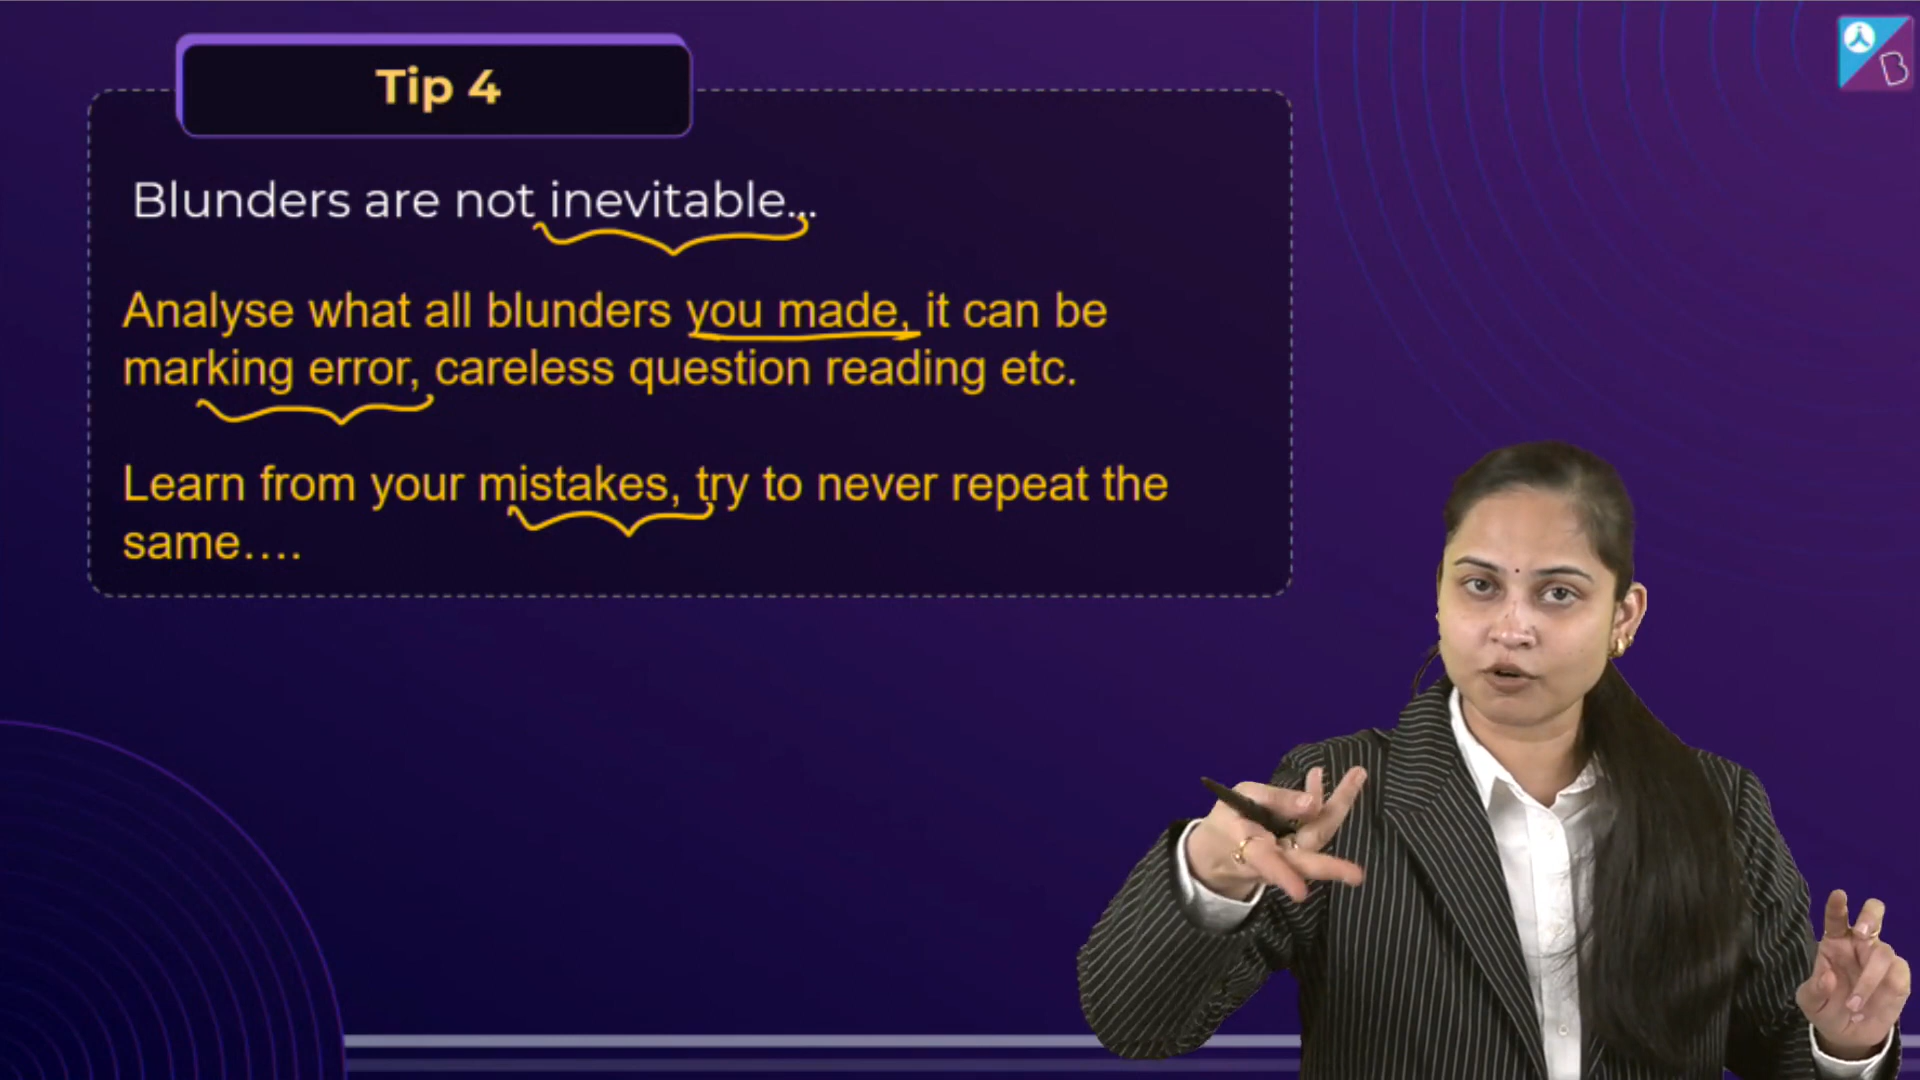 Tip 4
Blunders are not inevitable...
Analyse what all blunders you made, it can be
marking error, careless question reading etc.
Learn from your mistakes, try to never repeat the
same....
B